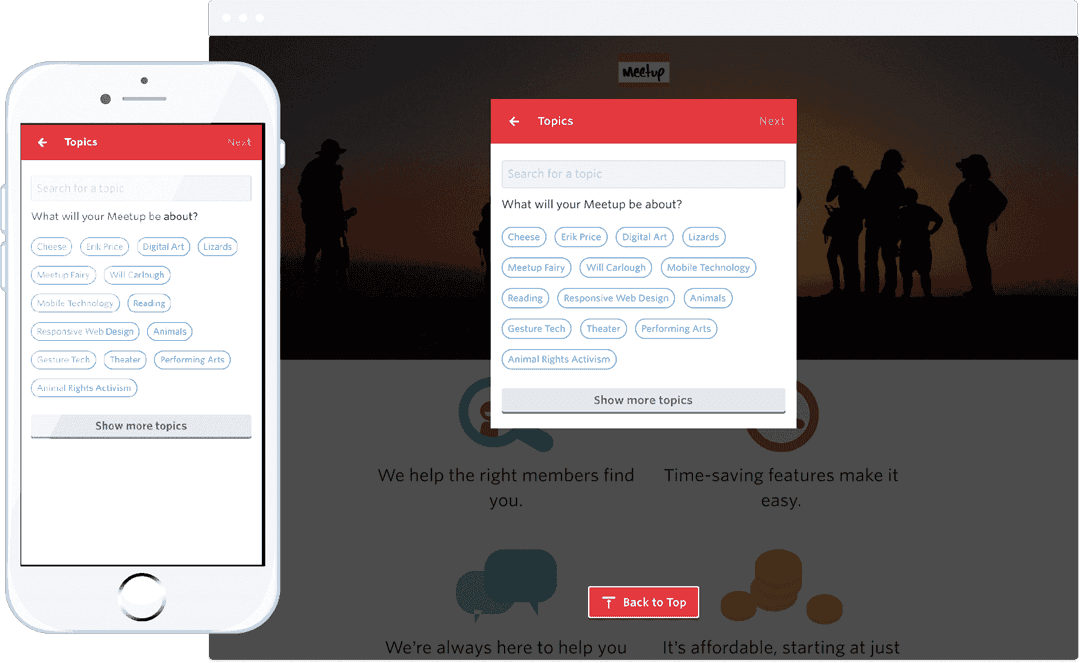 Meetup
Topics Next
Search for a topic
What will your Meetup be about?
Cheese Erik Price Digital Art Lizards
Meetup Fairy Will Carlough
Mobile Technology Reading
Responsive Web Design Animals
Gesture Tech Theater Performing Arts
Animal Rights Activism
Show more topics
Topics Next
Search for a topic
What will your Meetup be about?
Cheese Erik Price Digital Art Lizards
Meetup Fairy Will Carlough Mobile Technology
Reading Responsive Web Design Animals
Gesture Tech Theater Performing Arts
Animal Rights Activism
Show more topics
We help the right members find
you.
Time-saving features make it
easy.
Back to Top
We're always here to help you
It's affordable, starting at just